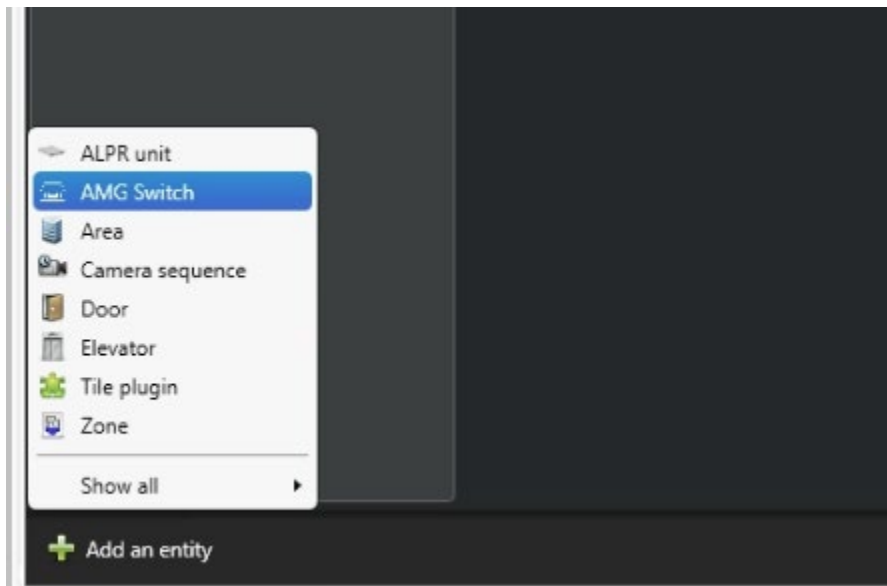 ALPR unit
AMG Switch
Area
Camera sequence
Door
Elevator
Tile plugin
Zone
Show all
Add an entity